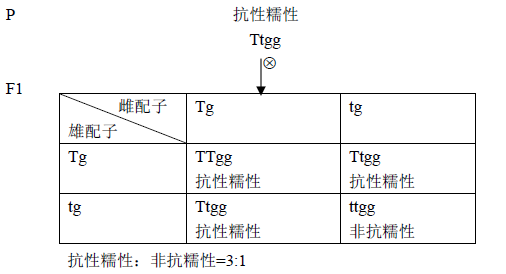 P 抗性糯性
Ttgg
⊗
F1
雌配子 Tg tg
雄配子
Tg TTgg Ttgg
抗性糯性 抗性糯性
tg Ttgg ttgg
抗性糯性 非抗糯性
抗性糯性：非抗糯性=3:1